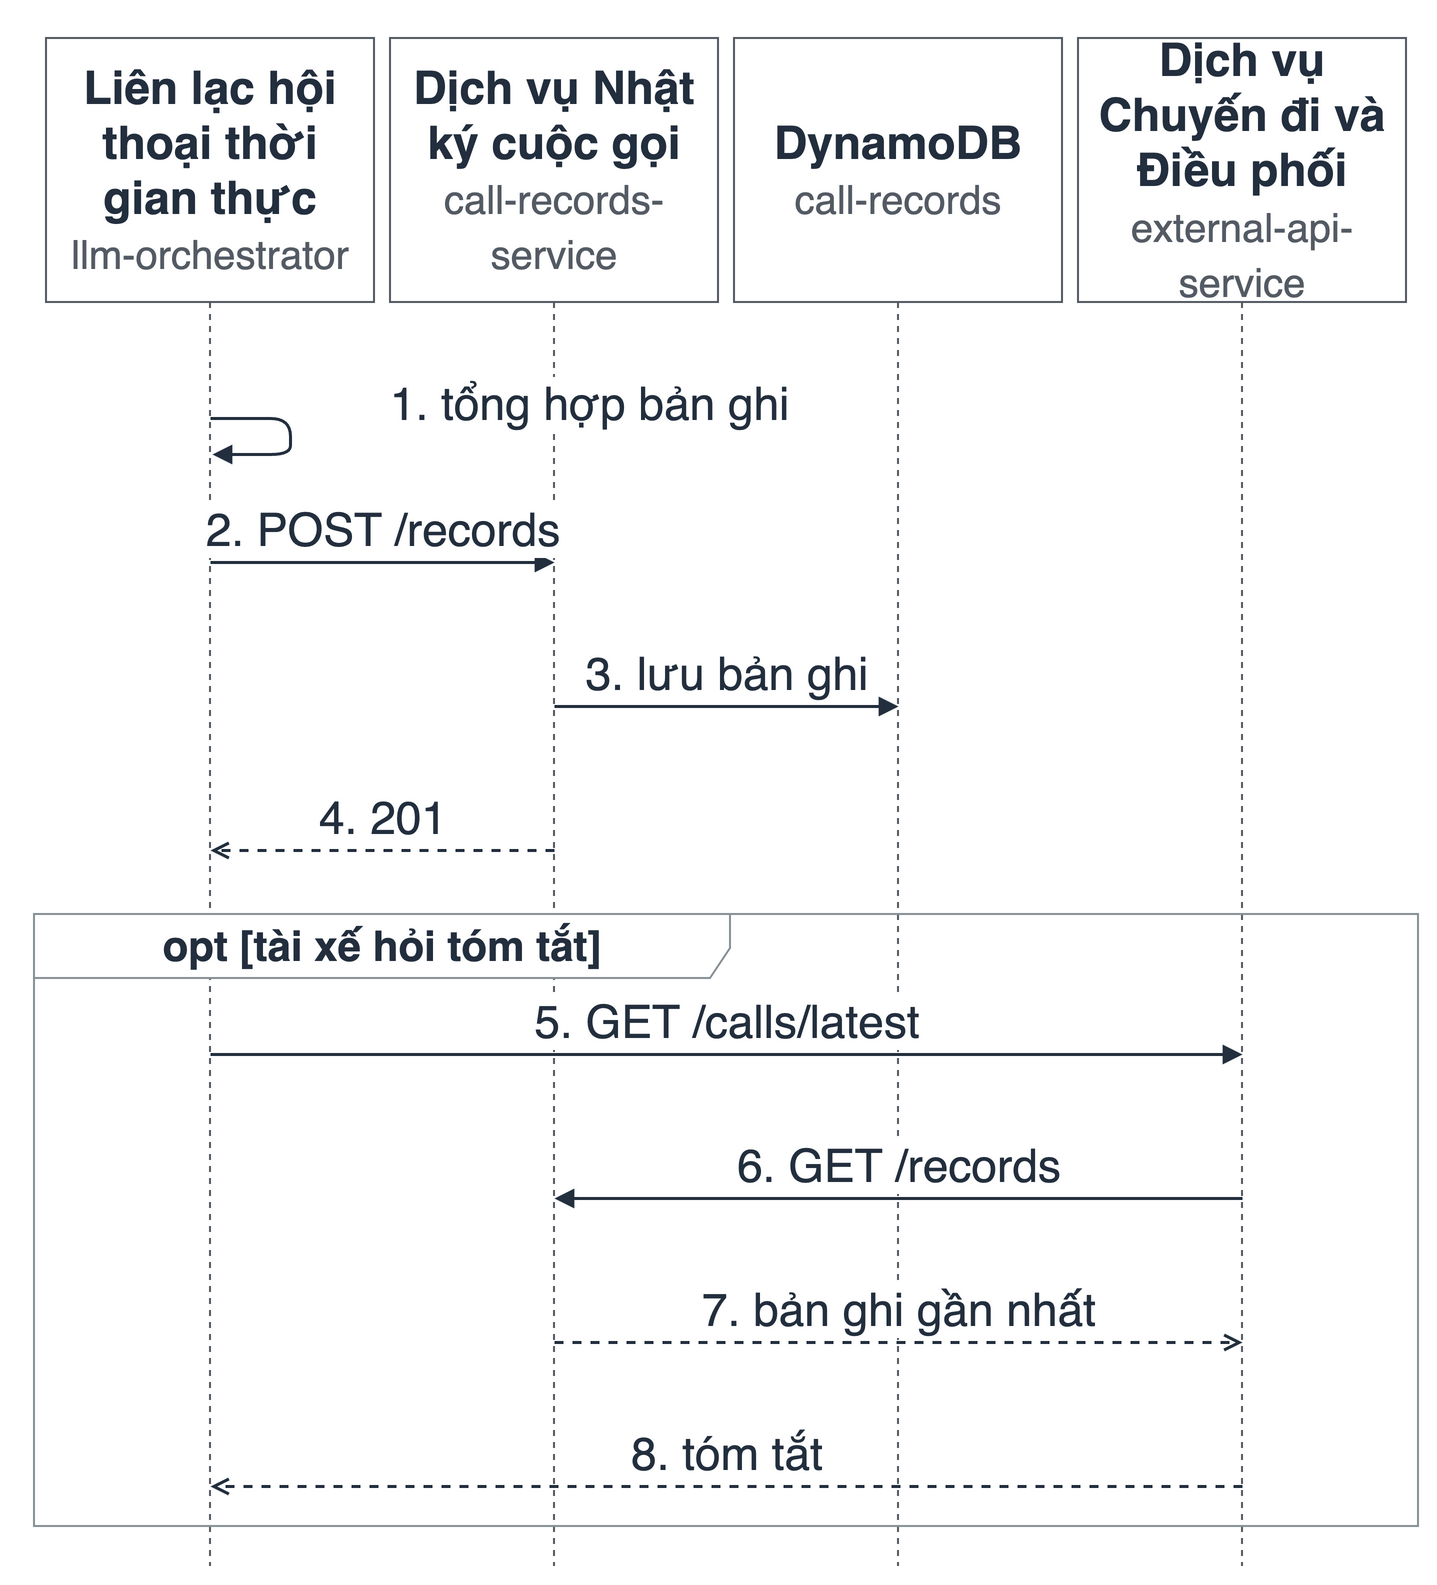 Liên lạc hội
thoại thời
gian thực
llm-orchestrator
Dịch vụ Nhật
ký cuộc gọi
call-records-
service
DynamoDB
call-records
Dịch vụ
Chuyến đi và
Điều phối
external-api-
service
1. tổng hợp bản ghi
2. POST /records
3. lưu bản ghi
4. 201
opt [tài xế hỏi tóm tắt]
5. GET /calls/latest
6. GET /records
7. bản ghi gần nhất
8. tóm tắt